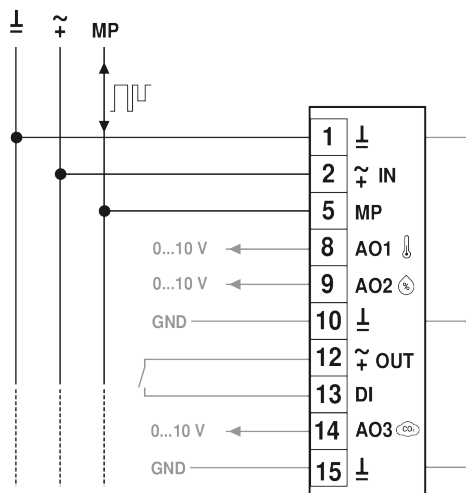 ⊥ ~+ MP
1 ⊥
2 ~+ IN
5 MP
0...10 V 8 AO1
0...10 V 9 AO2 %
GND 10 ⊥
12 ~+ OUT
13 DI
0...10 V 14 AO3 CO₂
GND 15 ⊥